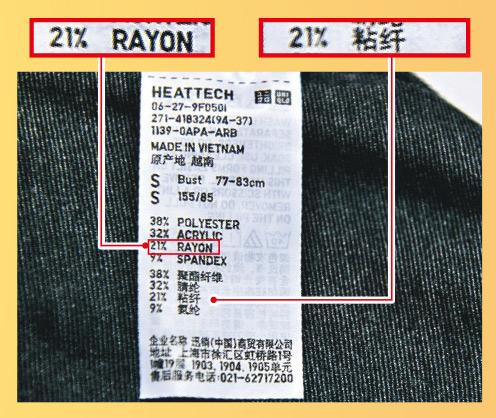 21% RAYON
21% 粘纤
HEATTECH
UNI
QLO
06-27-9F0501
271-418324(94-37)
1139-0APA-ARB
MADE IN VIETNAM
原产地 越南
S Bust 77-83cm
S 155/85
38% POLYESTER
32% ACRYLIC
21% RAYON
9% SPANDEX
38% 聚酯纤维
32% 腈纶
21% 粘纤
9% 氨纶
企业名称 迅销(中国)商贸有限公司
地址 上海市徐汇区虹桥路1号
1幢19层 1903, 1904, 1905单元
售后服务电话:021-62717200